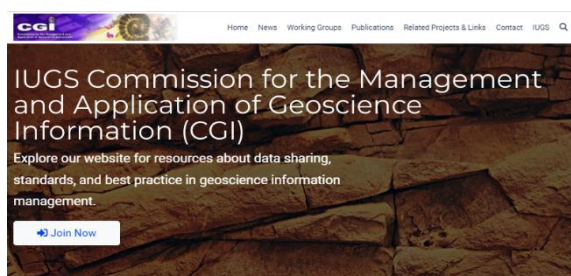 CGI
Home News Working Groups Publications Related Projects & Links Contact IUGS
IUGS Commission for the Management
and Application of Geoscience
Information (CGI)
Explore our website for resources about data sharing,
standards, and best practice in geoscience information
management.
Join Now